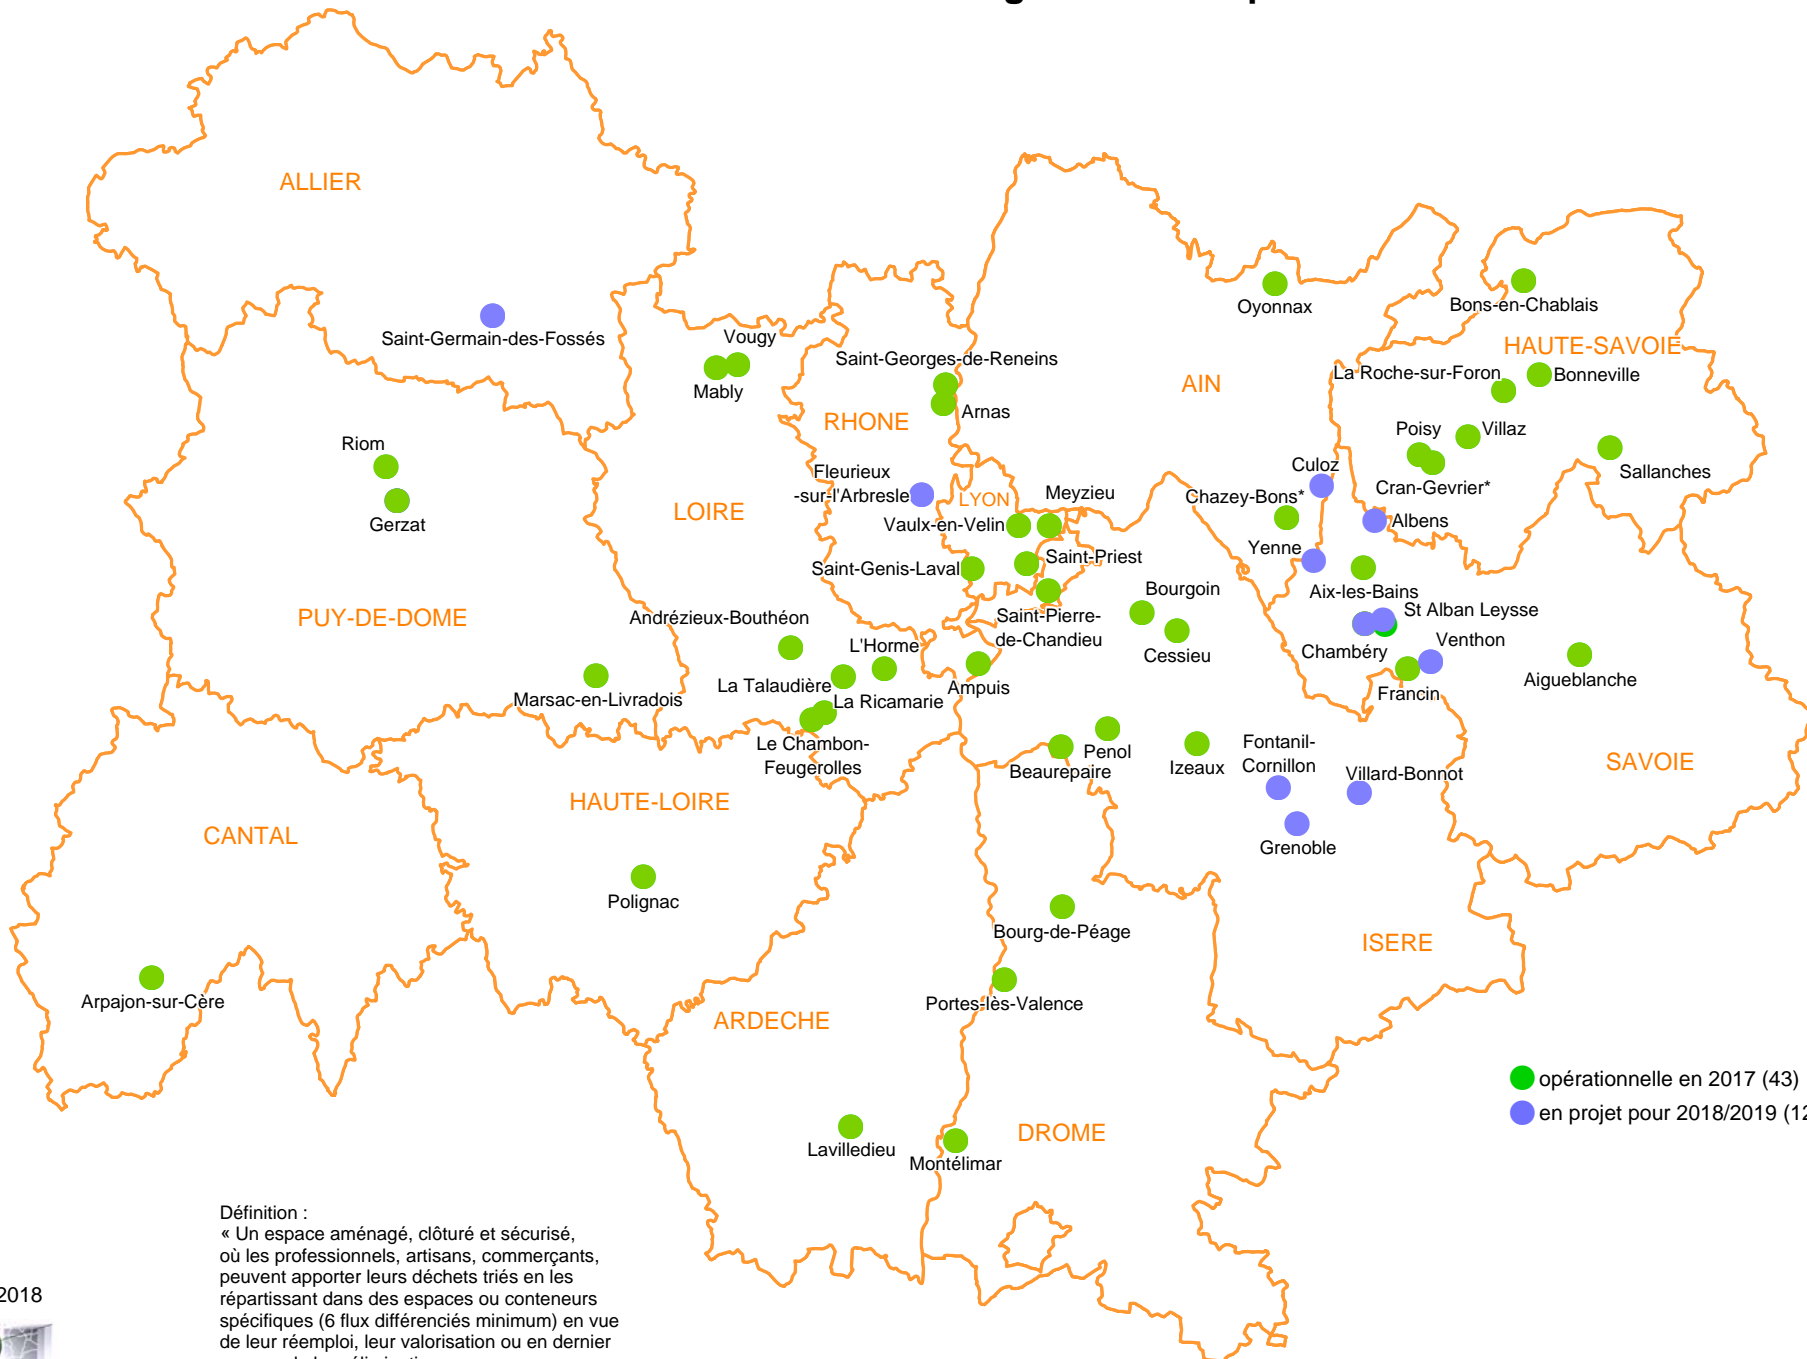 ALLIER
Saint-Germain-des-Fossés
Vougy
Mably
Saint-Georges-de-Reneins
Arnas
RHONE
Oyonnax
AIN
Bons-en-Chablais
HAUTE-SAVOIE
La Roche-sur-Foron
Bonneville
Poisy
Villaz
Cran-Gevrier*
Sallanches
Riom
Gerzat
LOIRE
Fleurieux
-sur-l'Arbresle
LYON
Meyzieu
Vaulx-en-Velin
Culoz
Chazey-Bons*
Albens
Yenne
Saint-Genis-Laval
Saint-Priest
Bourgoin
Aix-les-Bains
PUY-DE-DOME
Andrézieux-Bouthéon
Saint-Pierre-
de-Chandieu
St Alban Leysse
L'Horme
Cessieu
Chambéry
Venthon
Marsac-en-Livradois
La Talaudière
Ampuis
Francin
Aigueblanche
La Ricamarie
Le Chambon-
Feugerolles
Penol
Beaurepaire
Izeaux
Fontanil-
Cornillon
Villard-Bonnot
SAVOIE
HAUTE-LOIRE
CANTAL
Grenoble
Polignac
Bourg-de-Péage
ISERE
Arpajon-sur-Cère
Portes-lès-Valence
ARDECHE
opérationnelle en 2017 (43)
en projet pour 2018/2019 (12
Lavilledieu
Montélimar
DROME
Définition :
« Un espace aménagé, clôturé et sécurisé,
où les professionnels, artisans, commerçants,
peuvent apporter leurs déchets triés en les
répartissant dans des espaces ou conteneurs
spécifiques (6 flux différenciés minimum) en vue
de leur réemploi, leur valorisation ou en dernier
2018